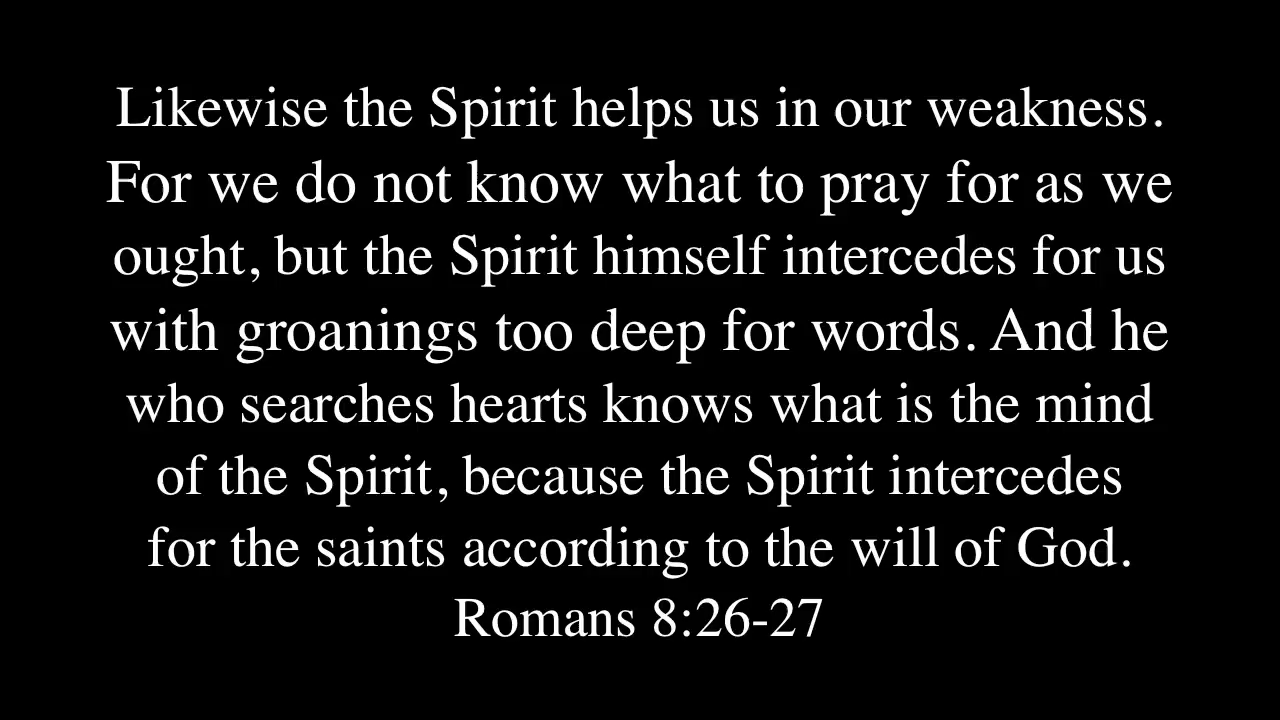 Likewise the Spirit helps us in our weakness.
For we do not know what to pray for as we
ought, but the Spirit himself intercedes for us
with groanings too deep for words. And he
who searches hearts knows what is the mind
of the Spirit, because the Spirit intercedes
for the saints according to the will of God.
Romans 8:26-27